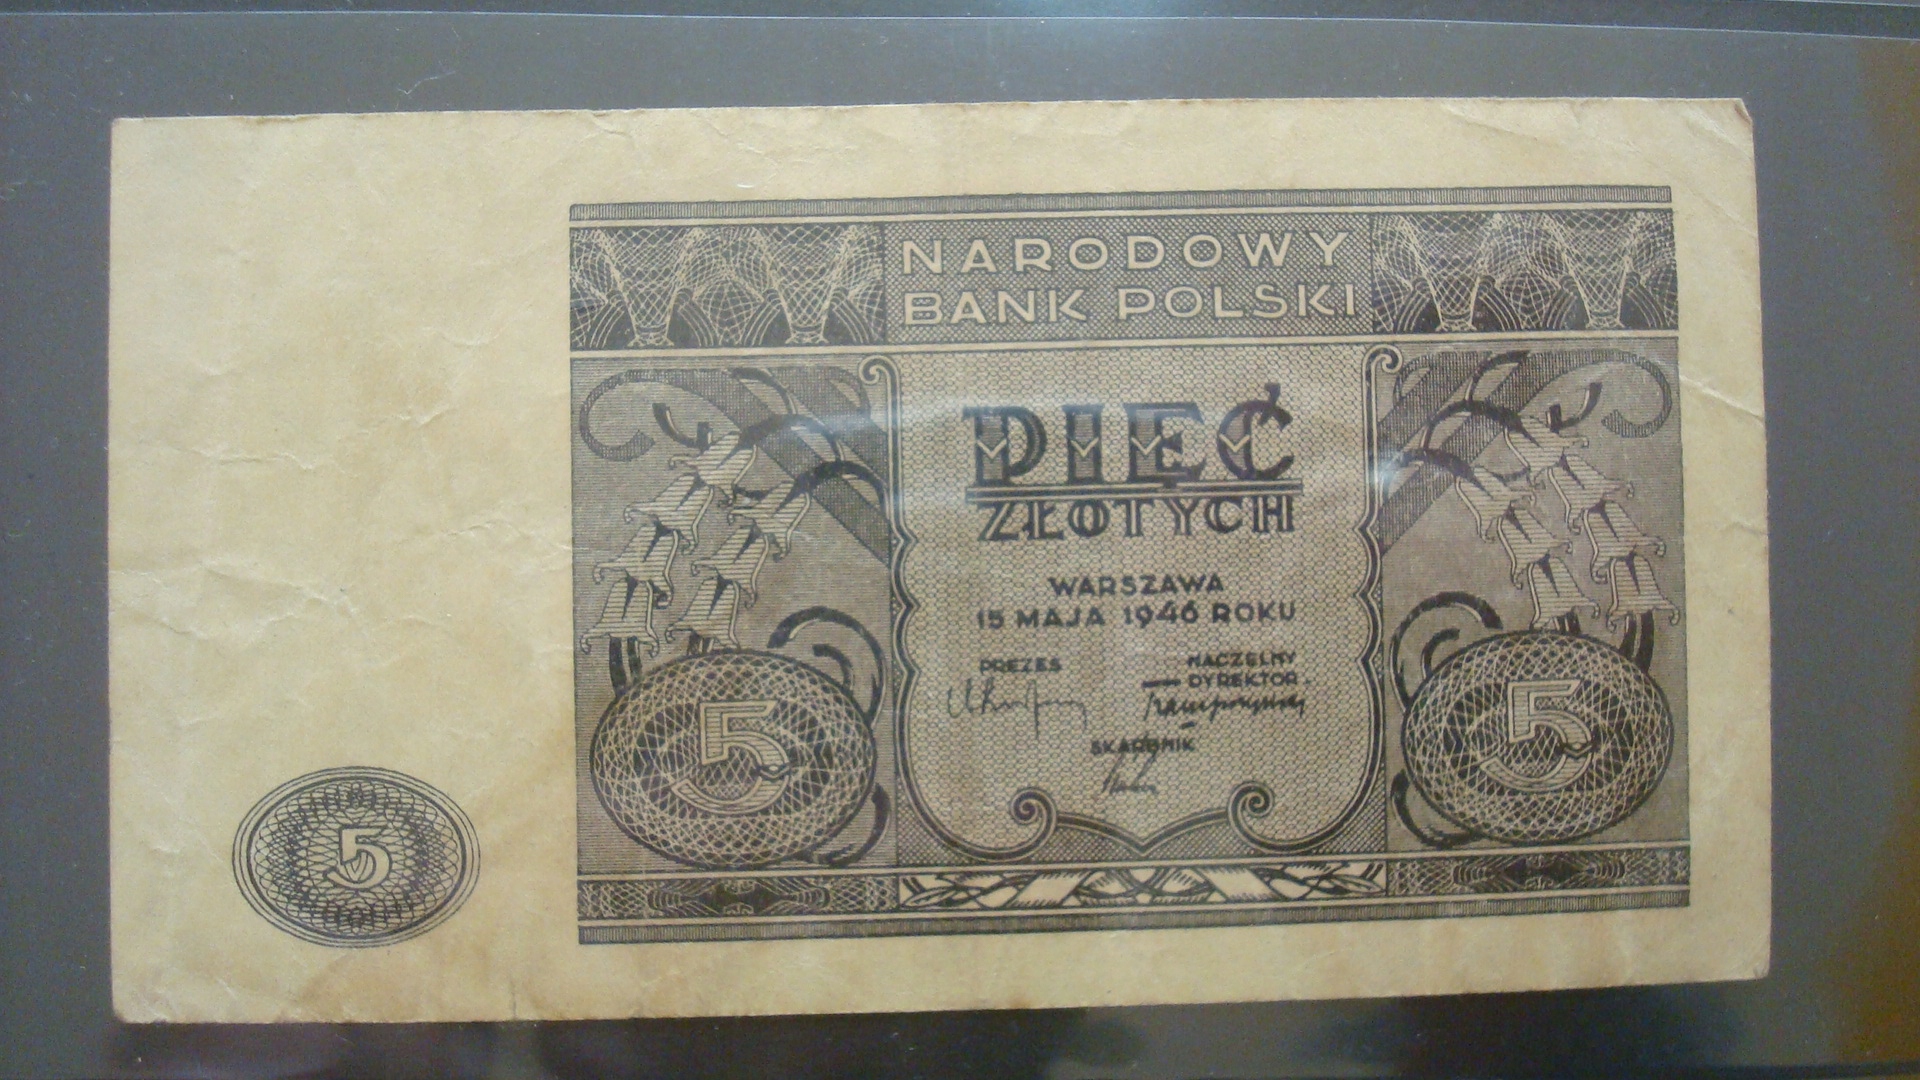 NARODOWY
BANK POLSKI
PIĘĆ
ZŁOTYCH
WARSZAWA
15 MAJA 1946 ROKU
PREZES
NACZELNY
DYREKTOR
SKARBNIK
5
5
5